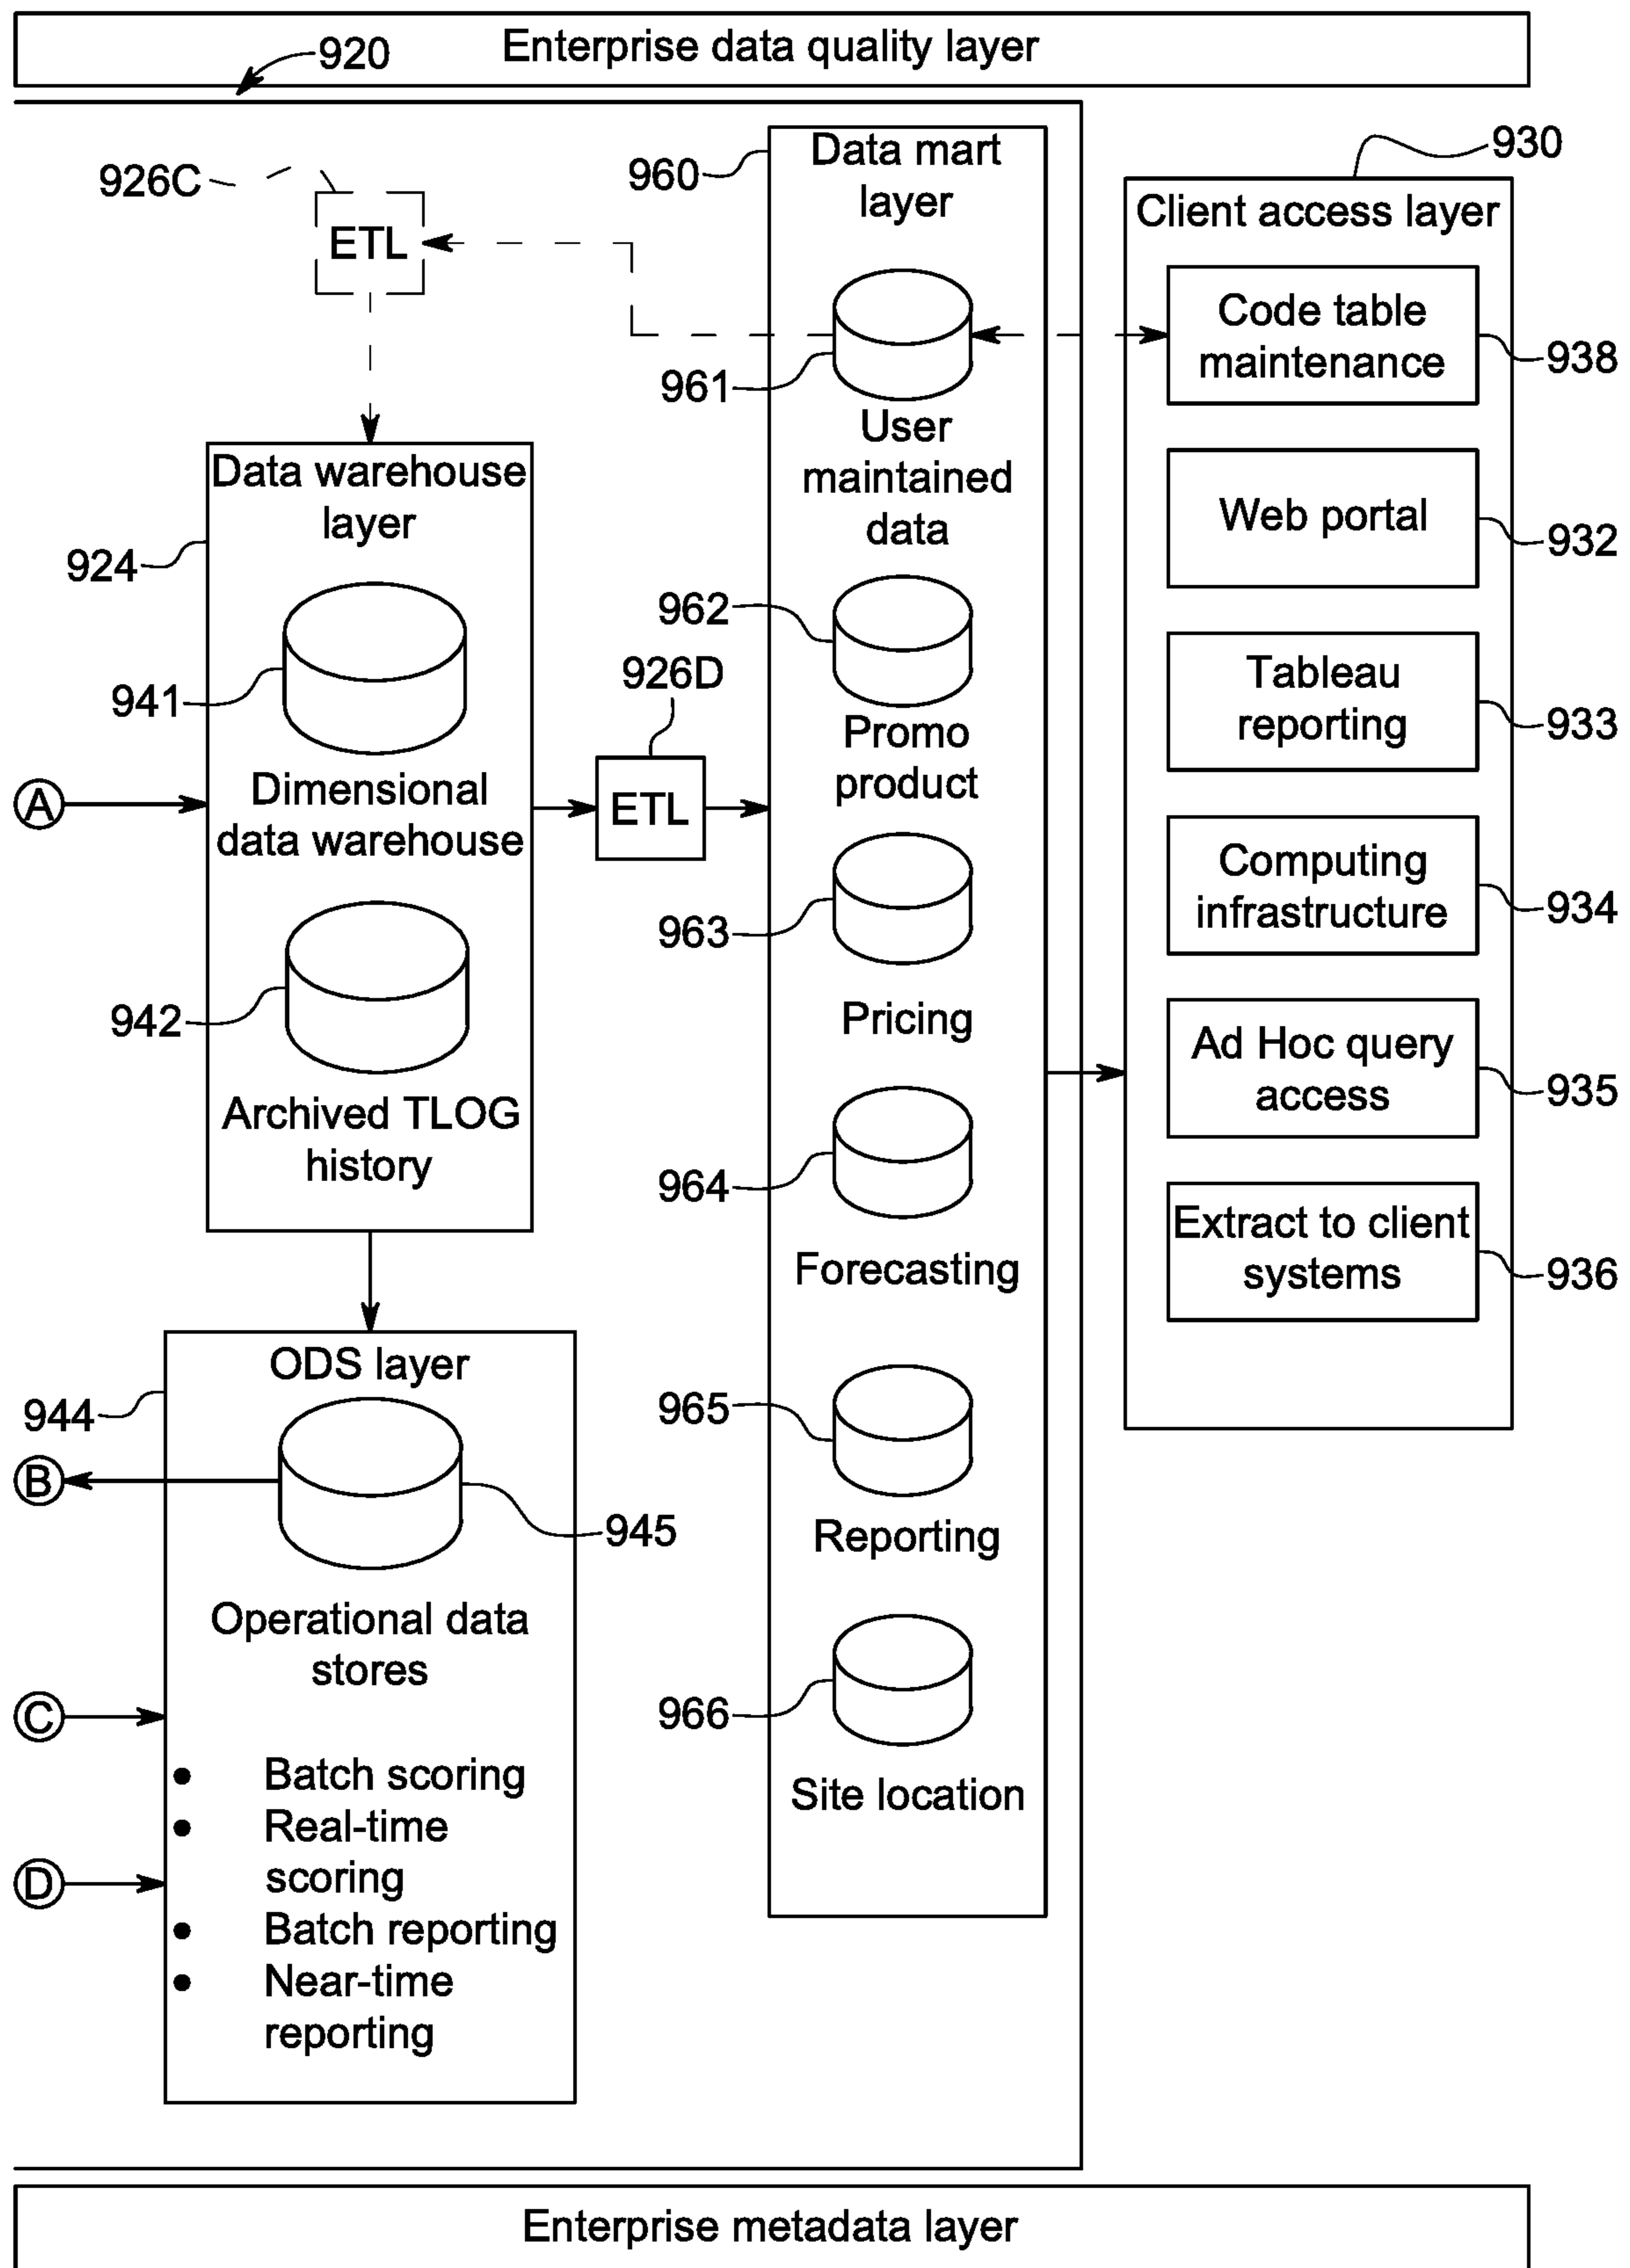 Enterprise data quality layer
920
926C
ETL
960
Data mart
layer
930
Client access layer
Code table
maintenance
938
961
User
maintained
data
Web portal
932
Data warehouse
layer
924
941
Dimensional
data warehouse
A
942
Archived TLOG
history
926D
ETL
962
Promo
product
963
Pricing
964
Forecasting
965
Reporting
966
Site location
Tableau
reporting
933
Computing
infrastructure
934
Ad Hoc query
access
935
Extract to client
systems
936
ODS layer
944
B
945
Operational data
stores
C
• Batch scoring
• Real-time
scoring
D
• Batch reporting
• Near-time
reporting
Enterprise metadata layer